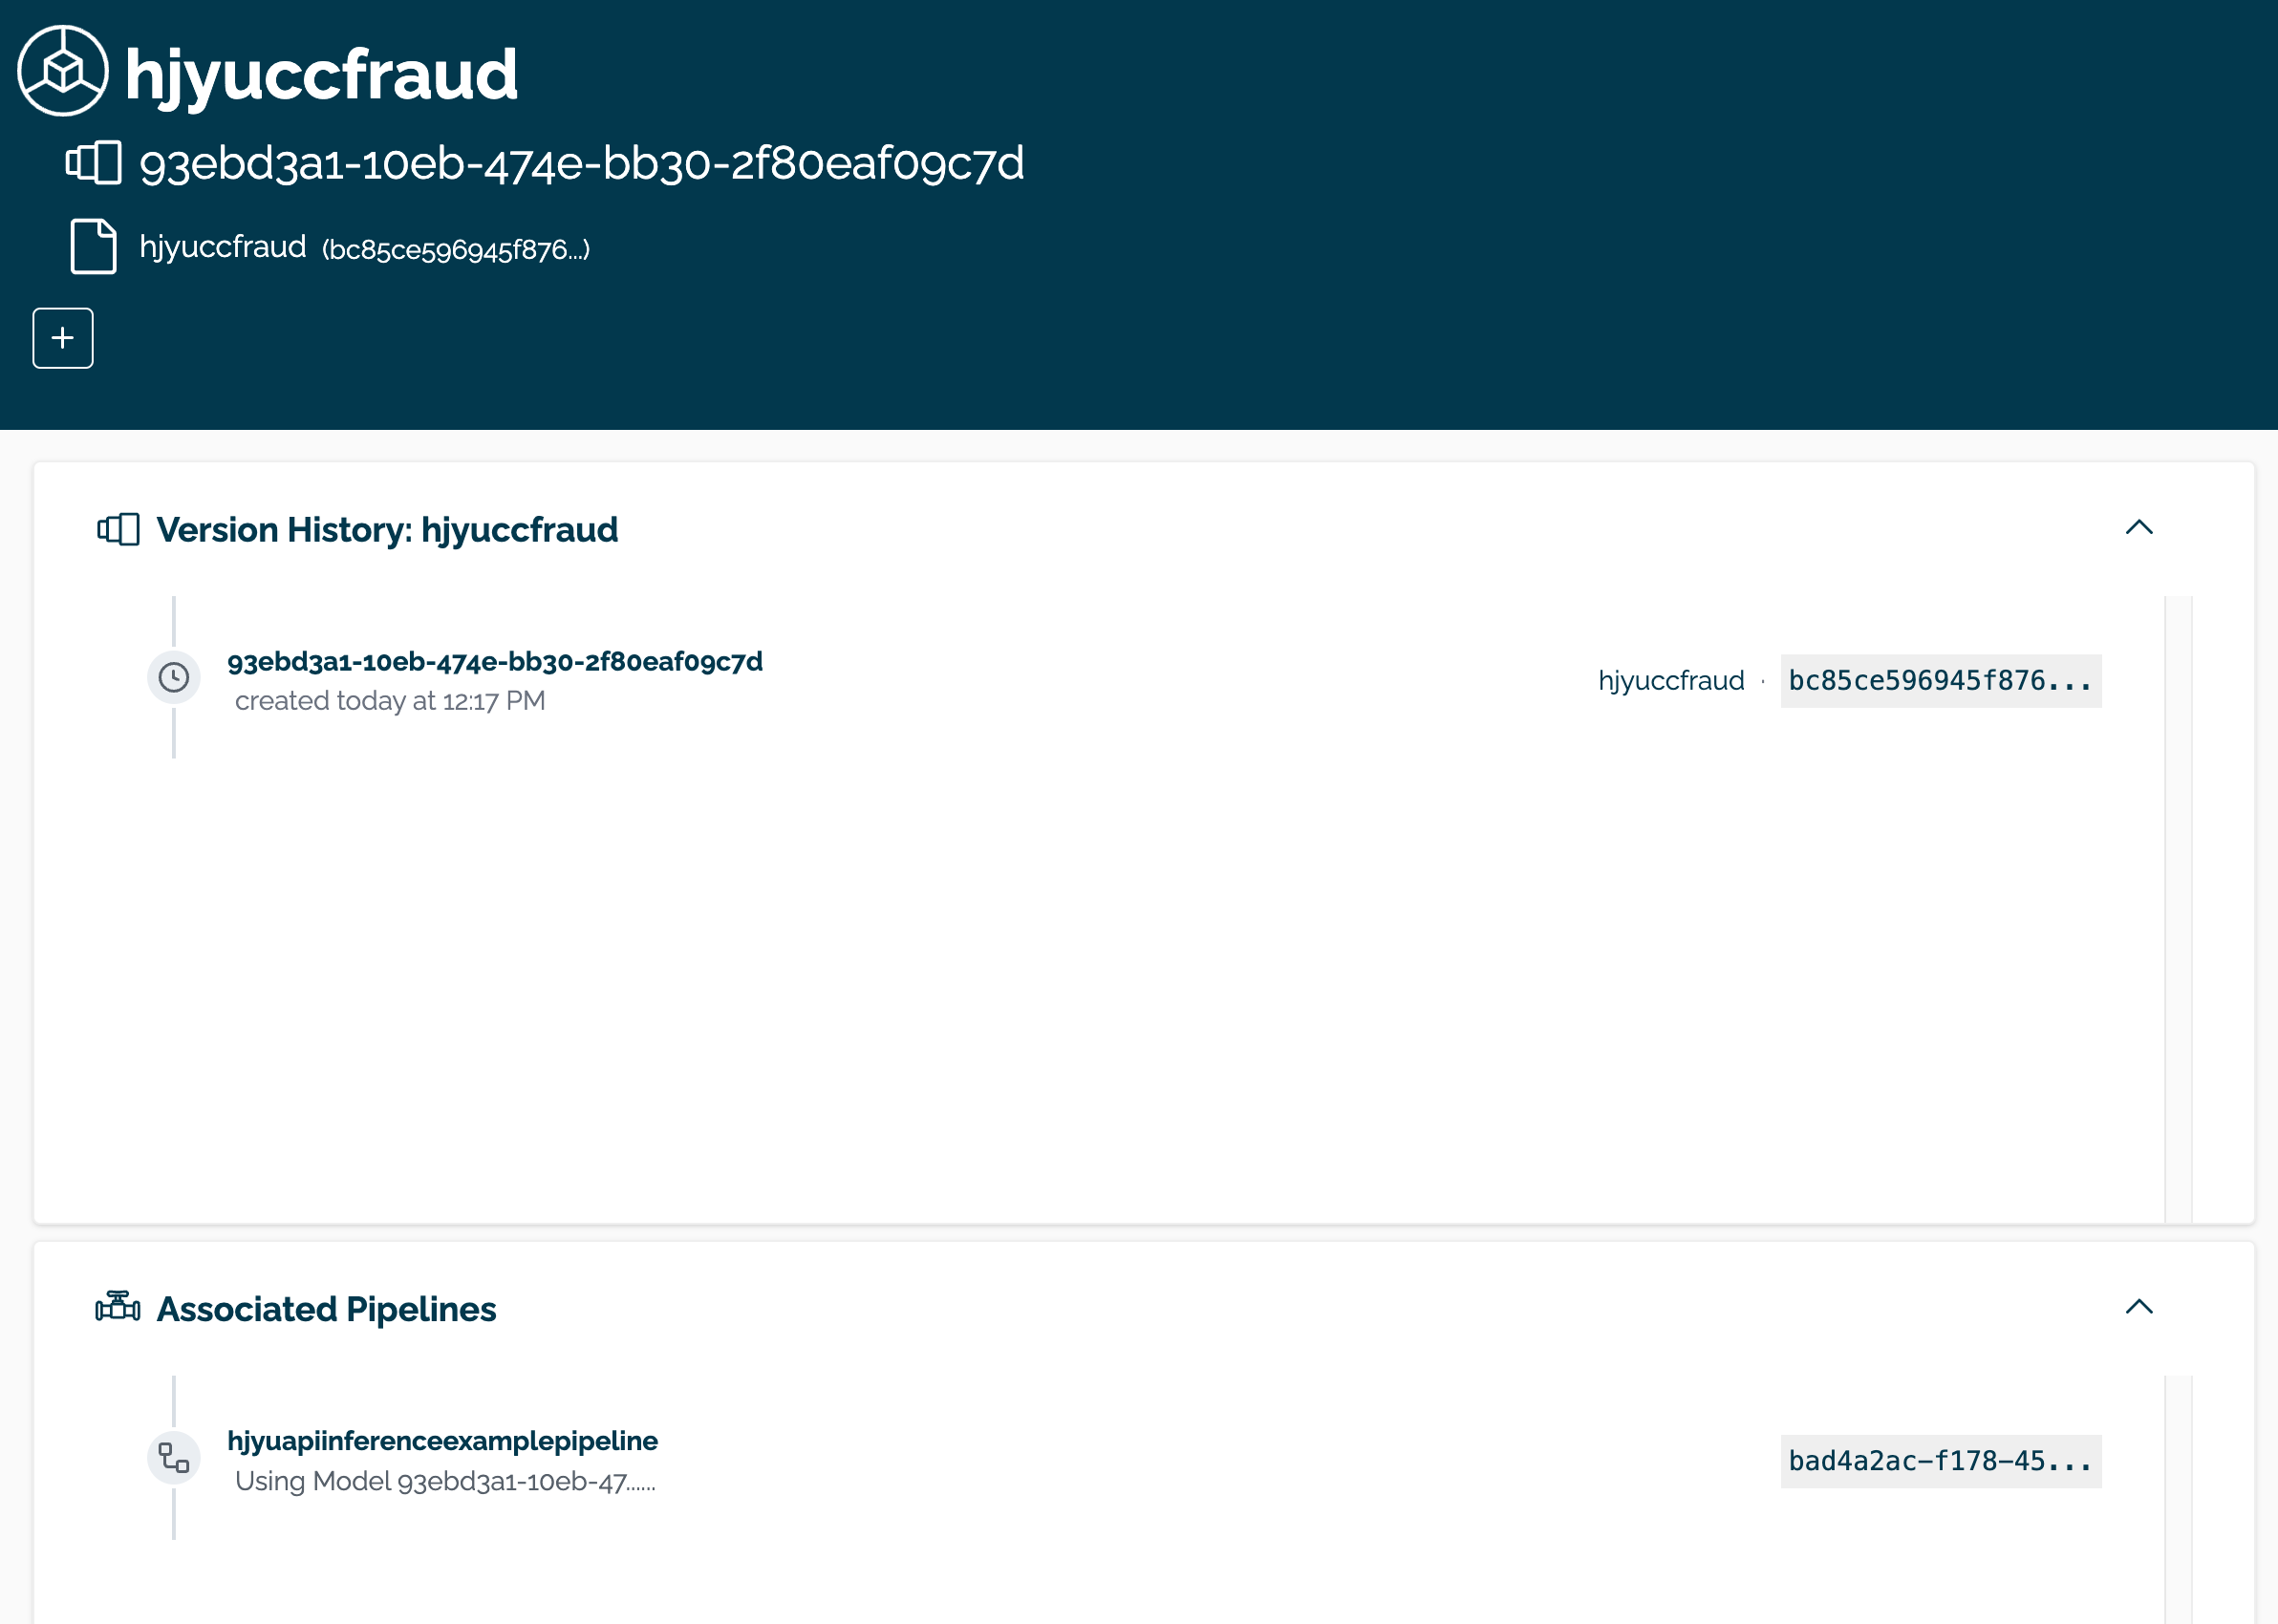 hjyuccfraud
93ebd3a1-10eb-474e-bb30-2f80eaf09c7d
hjyuccfraud (bc85ce596945f876...)
+
Version History: hjyuccfraud
93ebd3a1-10eb-474e-bb30-2f80eaf09c7d
created today at 12:17 PM
hjyuccfraud · bc85ce596945f876...
Associated Pipelines
hjyuapiinferenceexamplepipeline
Using Model 93ebd3a1-10eb-47......
bad4a2ac-f178-45...